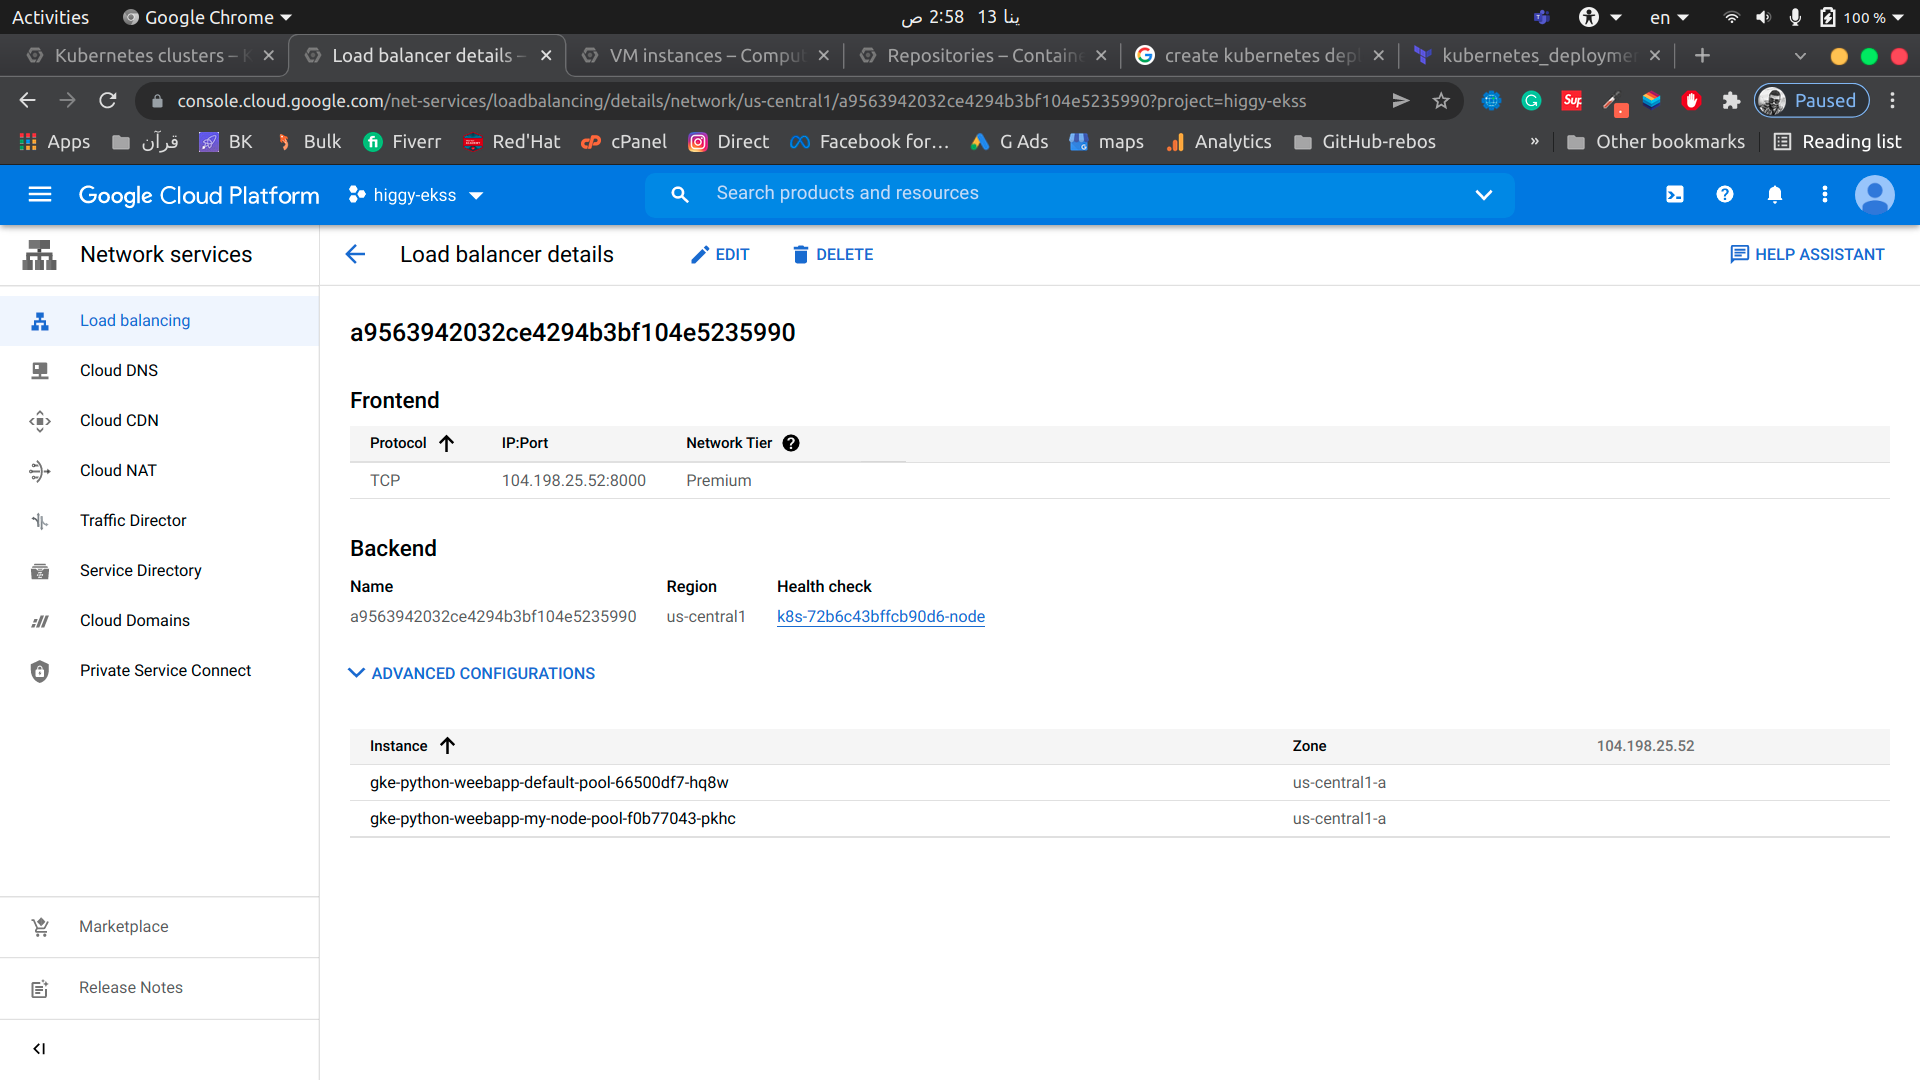 Activities Google Chrome ينا 13 2:58 ص en 100 %
Kubernetes clusters – K Load balancer details – VM instances – Comput Repositories – Containe create kubernetes dep kubernetes_deploymen
console.cloud.google.com/net-services/loadbalancing/details/network/us-central1/a9563942032ce4294b3bf104e5235990?project=higgy-ekss Sup Paused
Apps قرآن BK Bulk Fiverr Red'Hat cPanel Direct Facebook for… G Ads maps Analytics GitHub-rebos » Other bookmarks Reading list
Google Cloud Platform higgy-ekss Search products and resources
Network services Load balancer details EDIT DELETE HELP ASSISTANT
Load balancing
Cloud DNS
Cloud CDN
Cloud NAT
Traffic Director
Service Directory
Cloud Domains
Private Service Connect
Marketplace
Release Notes
a9563942032ce4294b3bf104e5235990
Frontend
Protocol IP:Port Network Tier
TCP 104.198.25.52:8000 Premium
Backend
Name Region Health check
a9563942032ce4294b3bf104e5235990 us-central1 k8s-72b6c43bffcb90d6-node
ADVANCED CONFIGURATIONS
Instance Zone 104.198.25.52
gke-python-weebapp-default-pool-66500df7-hq8w us-central1-a
gke-python-weebapp-my-node-pool-f0b77043-pkhc us-central1-a